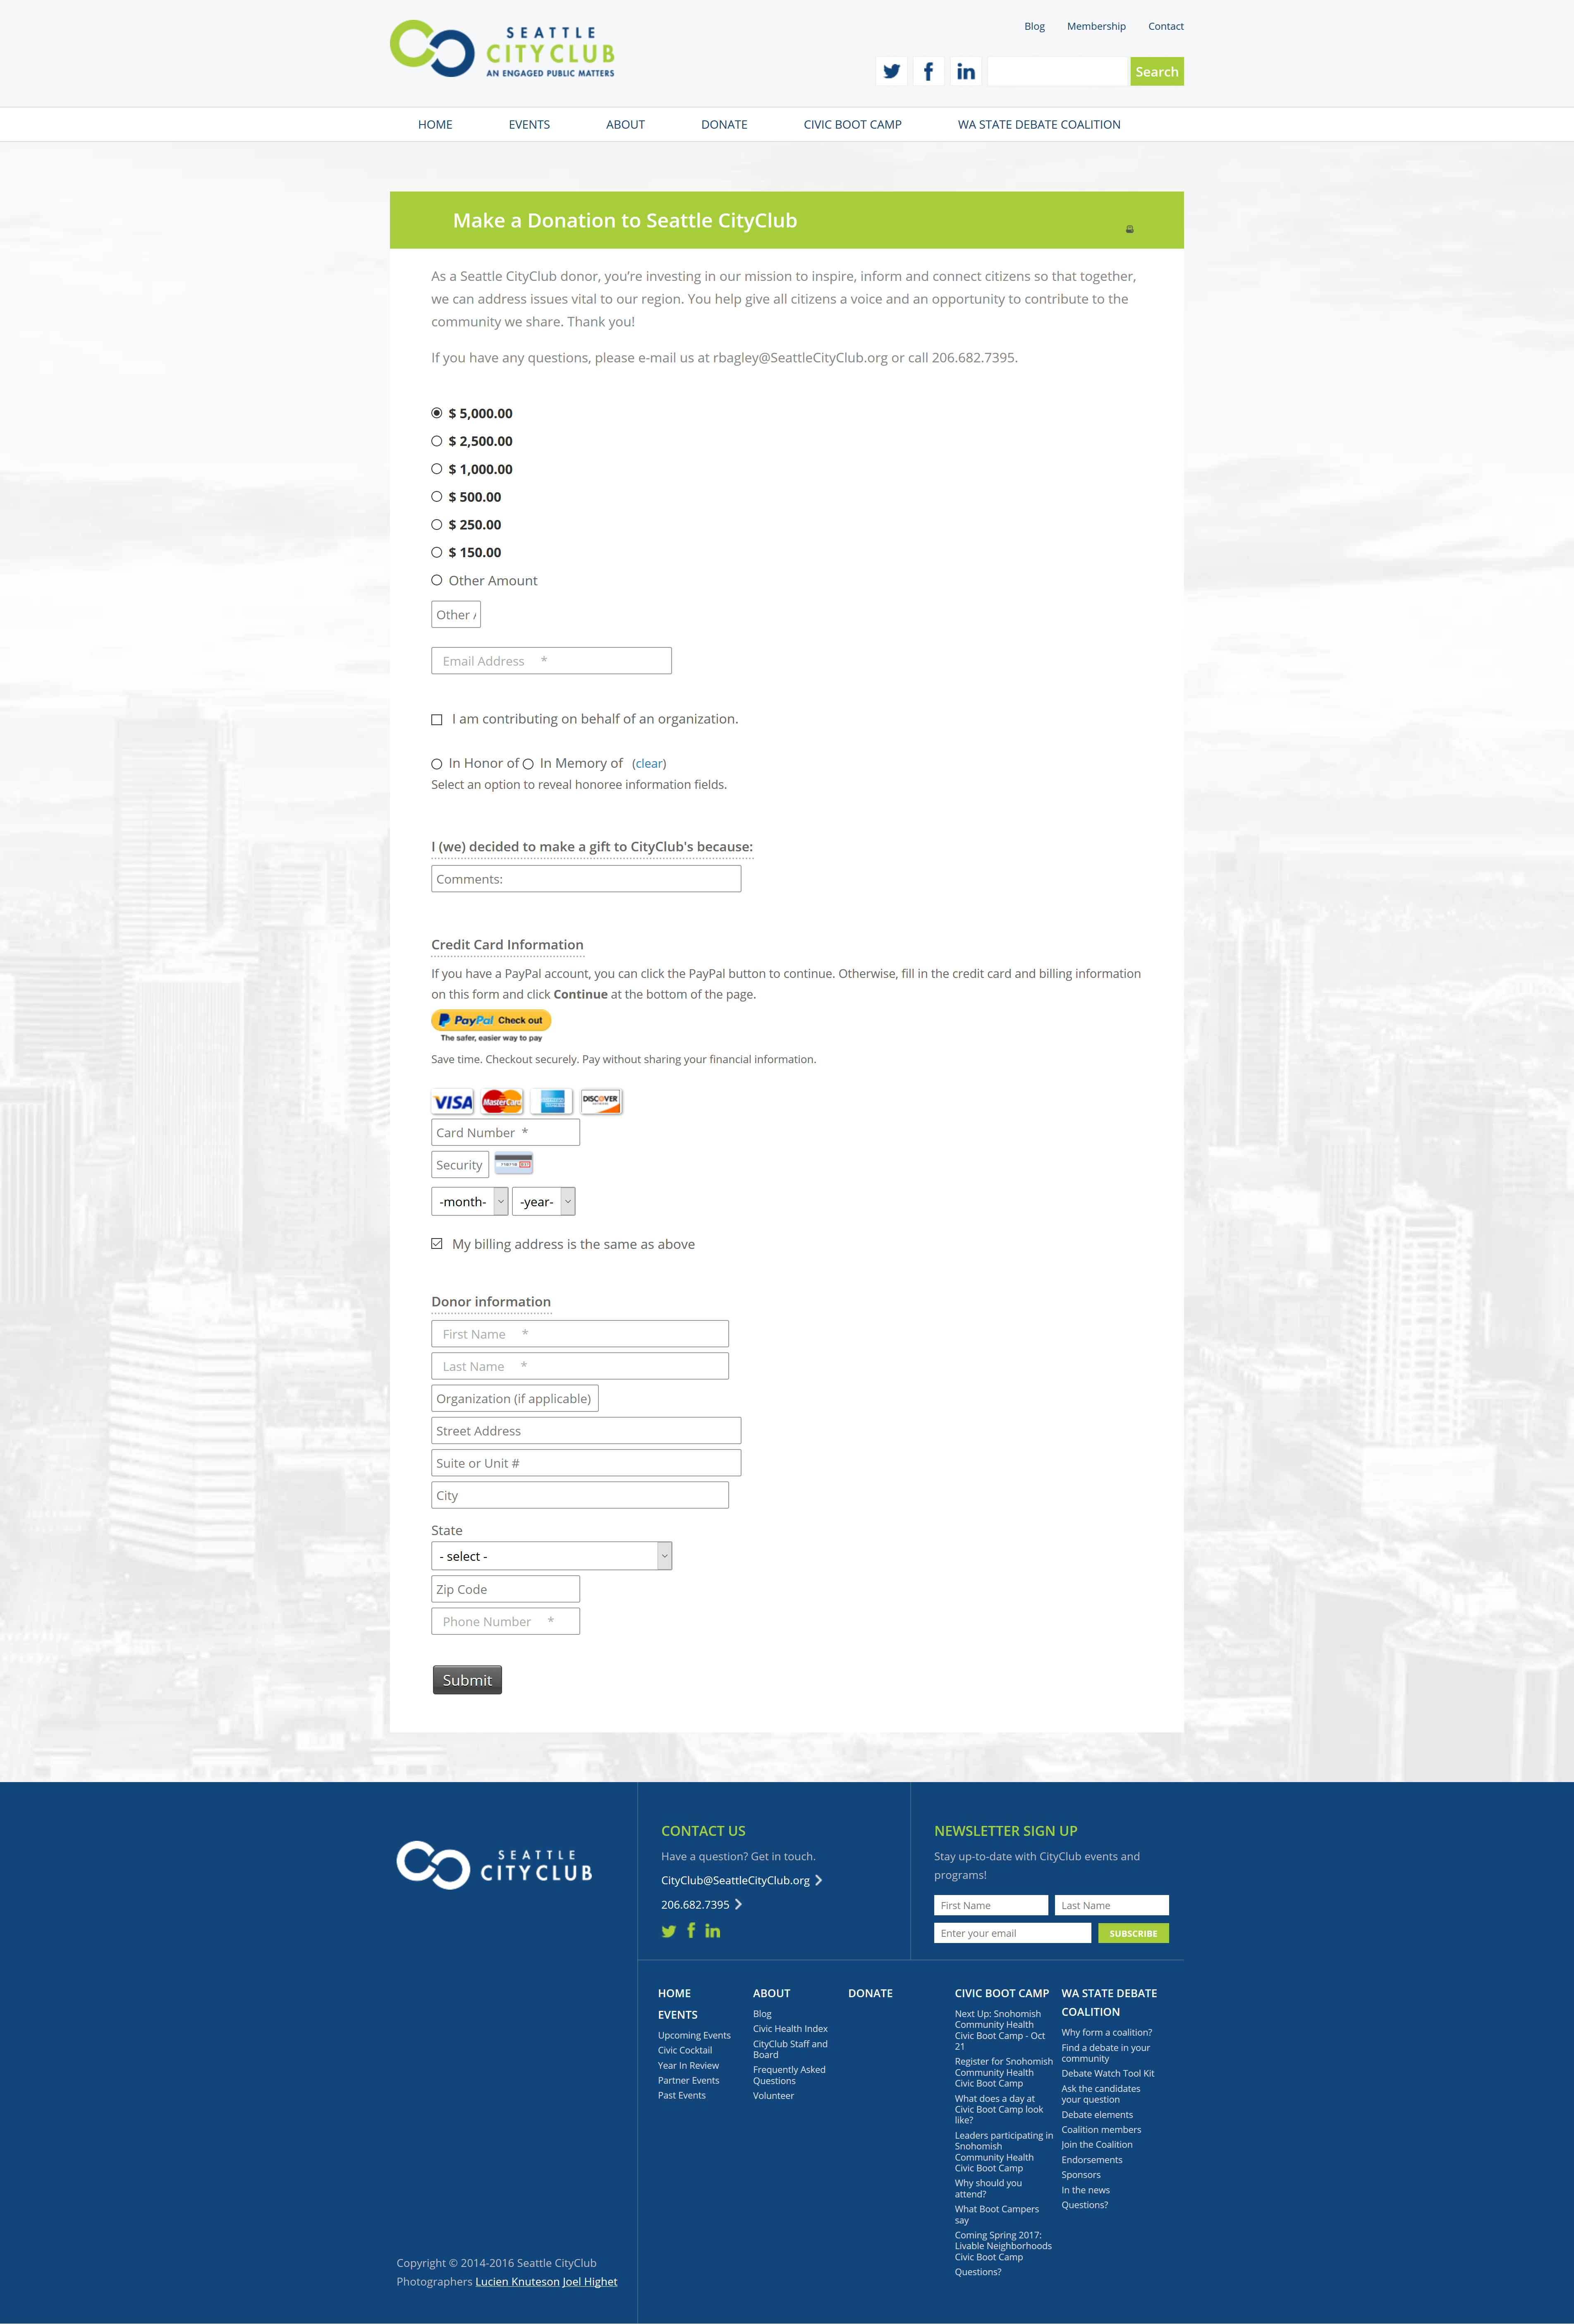 SEATTLE
CITYCLUB
AN ENGAGED PUBLIC MATTERS
Blog Membership Contact
Search
HOME EVENTS ABOUT DONATE CIVIC BOOT CAMP WA STATE DEBATE COALITION
Make a Donation to Seattle CityClub
As a Seattle CityClub donor, you’re investing in our mission to inspire, inform and connect citizens so that together,
we can address issues vital to our region. You help give all citizens a voice and an opportunity to contribute to the
community we share. Thank you!
If you have any questions, please e-mail us at rbagley@SeattleCityClub.org or call 206.682.7395.
$ 5,000.00
$ 2,500.00
$ 1,000.00
$ 500.00
$ 250.00
$ 150.00
Other Amount
Other
Email Address *
I am contributing on behalf of an organization.
In Honor of In Memory of (clear)
Select an option to reveal honoree information fields.
I (we) decided to make a gift to CityClub's because:
Comments:
Credit Card Information
If you have a PayPal account, you can click the PayPal button to continue. Otherwise, fill in the credit card and billing information
on this form and click Continue at the bottom of the page.
PayPal Check out
The safer, easier way to pay
Save time. Checkout securely. Pay without sharing your financial information.
VISA MasterCard DISCOVER
Card Number *
Security
-month- -year-
My billing address is the same as above
Donor information
First Name *
Last Name *
Organization (if applicable)
Street Address
Suite or Unit #
City
State
- select -
Zip Code
Phone Number *
Submit
SEATTLE
CITYCLUB
CONTACT US
Have a question? Get in touch.
CityClub@SeattleCityClub.org
206.682.7395
NEWSLETTER SIGN UP
Stay up-to-date with CityClub events and
programs!
First Name Last Name
Enter your email SUBSCRIBE
HOME
EVENTS
Upcoming Events
Civic Cocktail
Year In Review
Partner Events
Past Events
ABOUT
Blog
Civic Health Index
CityClub Staff and
Board
Frequently Asked
Questions
Volunteer
DONATE
CIVIC BOOT CAMP
Next Up: Snohomish
Community Health
Civic Boot Camp - Oct
21
Register for Snohomish
Community Health
Civic Boot Camp
What does a day at
Civic Boot Camp look
like?
Leaders participating in
Snohomish
Community Health
Civic Boot Camp
Why should you
attend?
What Boot Campers
say
Coming Spring 2017:
Livable Neighborhoods
Civic Boot Camp
Questions?
WA STATE DEBATE
COALITION
Why form a coalition?
Find a debate in your
community
Debate Watch Tool Kit
Ask the candidates
your question
Debate elements
Coalition members
Join the Coalition
Endorsements
Sponsors
In the news
Questions?
Copyright © 2014-2016 Seattle CityClub
Photographers Lucien Knuteson Joel Highet